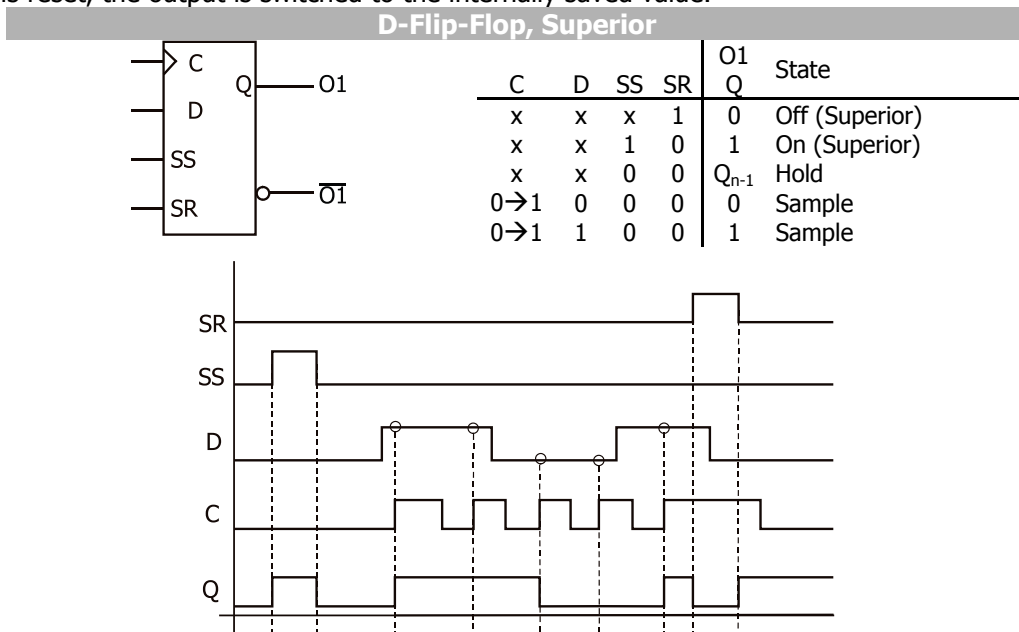 is reset, the output is switched to the internally saved value.
D-Flip-Flop, Superior
C
Q
O1
D
SS
SR
O1
C D SS SR O1 Q State
x x x 1 0 Off (Superior)
x x 1 0 1 On (Superior)
x x 0 0 Qn-1 Hold
0→1 0 0 0 0 Sample
0→1 1 0 0 1 Sample
SR
SS
D
C
Q